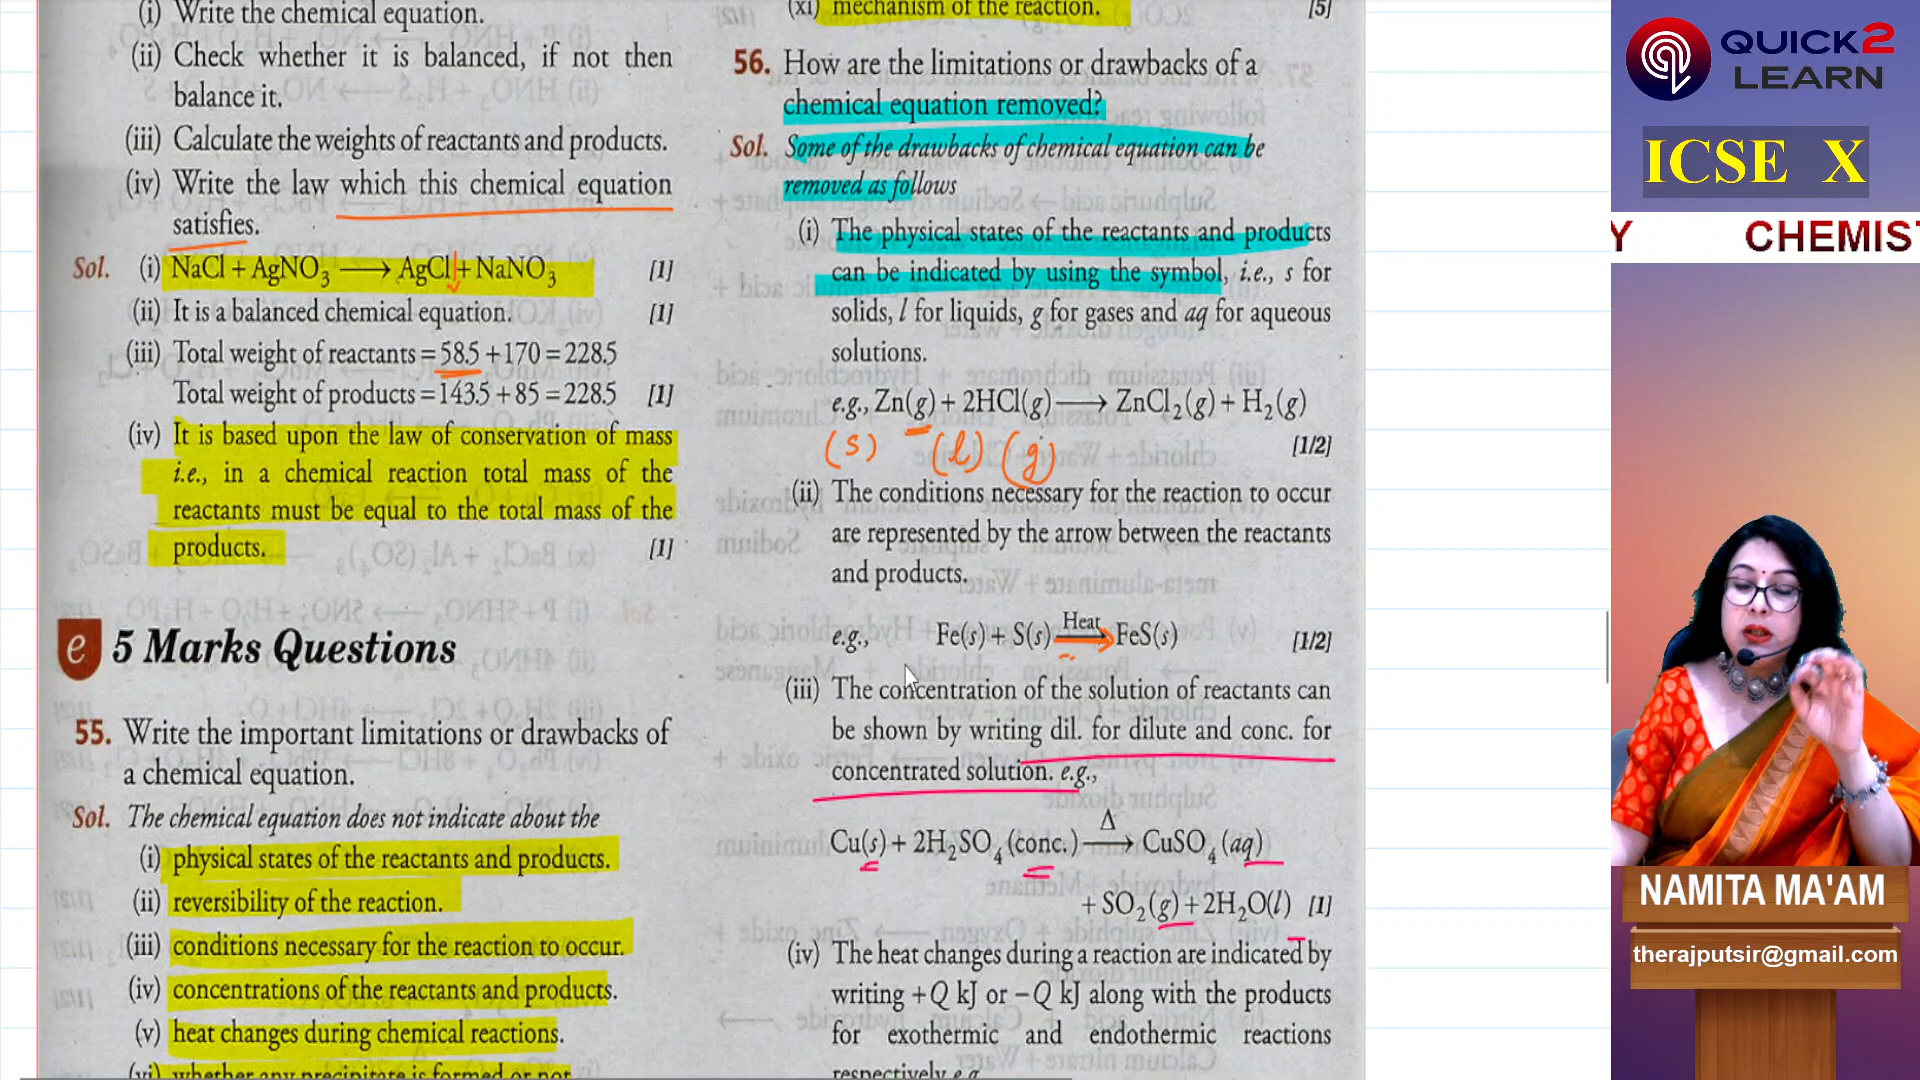 (i) Write the chemical equation.
(ii) Check whether it is balanced, if not then
balance it.
(iii) Calculate the weights of reactants and products.
(iv) Write the law which this chemical equation
satisfies.
Sol. (i) NaCl + AgNO3 ⟶ AgCl ↓ + NaNO3 [1]
(ii) It is a balanced chemical equation. [1]
(iii) Total weight of reactants = 58.5 + 170 = 228.5
Total weight of products = 143.5 + 85 = 228.5 [1]
(iv) It is based upon the law of conservation of mass
i.e., in a chemical reaction total mass of the
reactants must be equal to the total mass of the
products. [1]
e 5 Marks Questions
55. Write the important limitations or drawbacks of
a chemical equation.
Sol. The chemical equation does not indicate about the
(i) physical states of the reactants and products.
(ii) reversibility of the reaction.
(iii) conditions necessary for the reaction to occur.
(iv) concentrations of the reactants and products.
(v) heat changes during chemical reactions.
(vi) whether any precipitate is formed or not
(xi) mechanism of the reaction. [5]
56. How are the limitations or drawbacks of a
chemical equation removed?
Sol. Some of the drawbacks of chemical equation can be
removed as follows
(i) The physical states of the reactants and products
can be indicated by using the symbol, i.e., s for
solids, l for liquids, g for gases and aq for aqueous
solutions.
e.g., Zn(g) + 2HCl(g) ⟶ ZnCl2(g) + H2(g)
(s) (l) (g) [1/2]
(ii) The conditions necessary for the reaction to occur
are represented by the arrow between the reactants
and products.
Heat
e.g., Fe(s) + S(s) ⟶ FeS(s) [1/2]
(iii) The concentration of the solution of reactants can
be shown by writing dil. for dilute and conc. for
concentrated solution. e.g.,
Δ
Cu(s) + 2H2SO4(conc.) ⟶ CuSO4(aq)
+ SO2(g) + 2H2O(l) [1]
(iv) The heat changes during a reaction are indicated by
writing +Q kJ or −Q kJ along with the products
for exothermic and endothermic reactions
respectively e.g.
QUICK2
LEARN
ICSE X
Y CHEMIS
NAMITA MA'AM
therajputsir@gmail.com